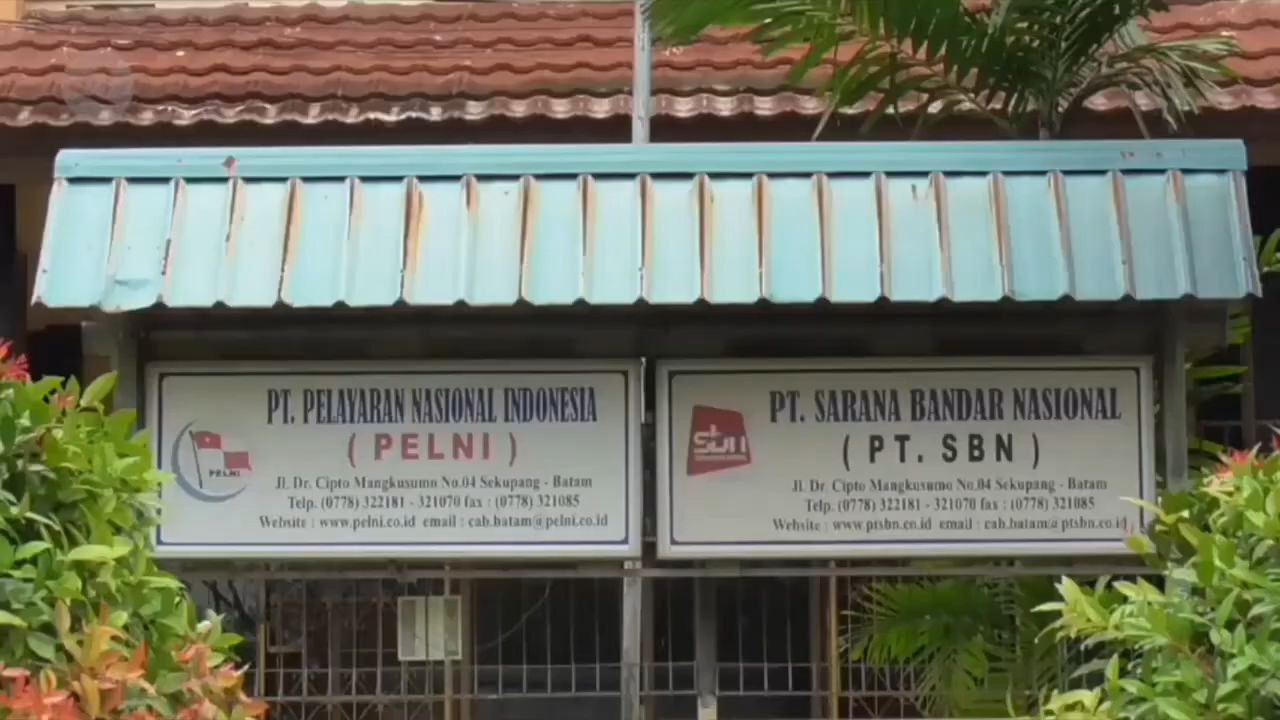 PT. PELAYARAN NASIONAL INDONESIA
( PELNI )
PELNI
Jl. Dr. Cipto Mangkusumo No.04 Sekupang - Batam
Telp. (0778) 322181 - 321070 fax : (0778) 321085
Website : www.pelni.co.id email : cab.batam@pelni.co.id
PT. SARANA BANDAR NASIONAL
( PT. SBN )
sbn
Jl. Dr. Cipto Mangkusumo No.04 Sekupang - Batam
Telp. (0778) 322181 - 321070 fax : (0778) 321085
Website : www.ptsbn.co.id email : cab.batam@ptsbn.co.id